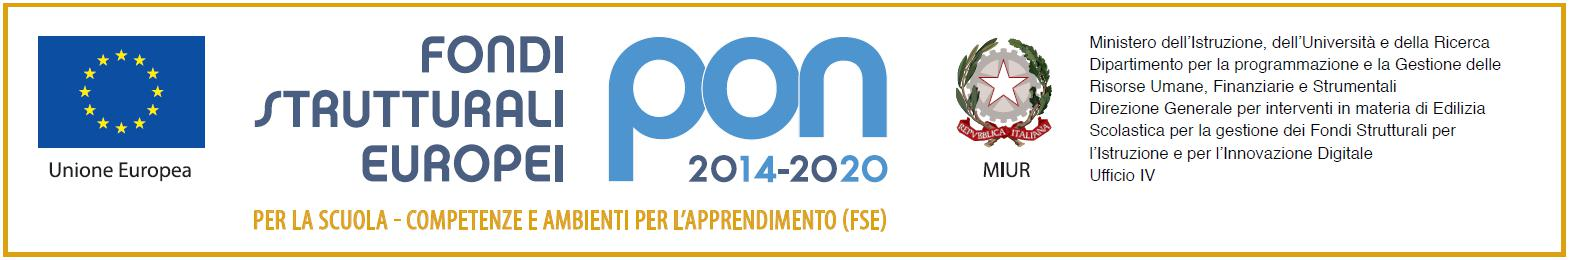 Unione Europea
FONDI
STRUTTURALI
EUROPEI
pon
2014-2020
PER LA SCUOLA - COMPETENZE E AMBIENTI PER L'APPRENDIMENTO (FSE)
REPVBBLICA ITALIANA
MIUR
Ministero dell'Istruzione, dell'Università e della Ricerca
Dipartimento per la programmazione e la Gestione delle
Risorse Umane, Finanziarie e Strumentali
Direzione Generale per interventi in materia di Edilizia
Scolastica per la gestione dei Fondi Strutturali per
l'Istruzione e per l'Innovazione Digitale
Ufficio IV